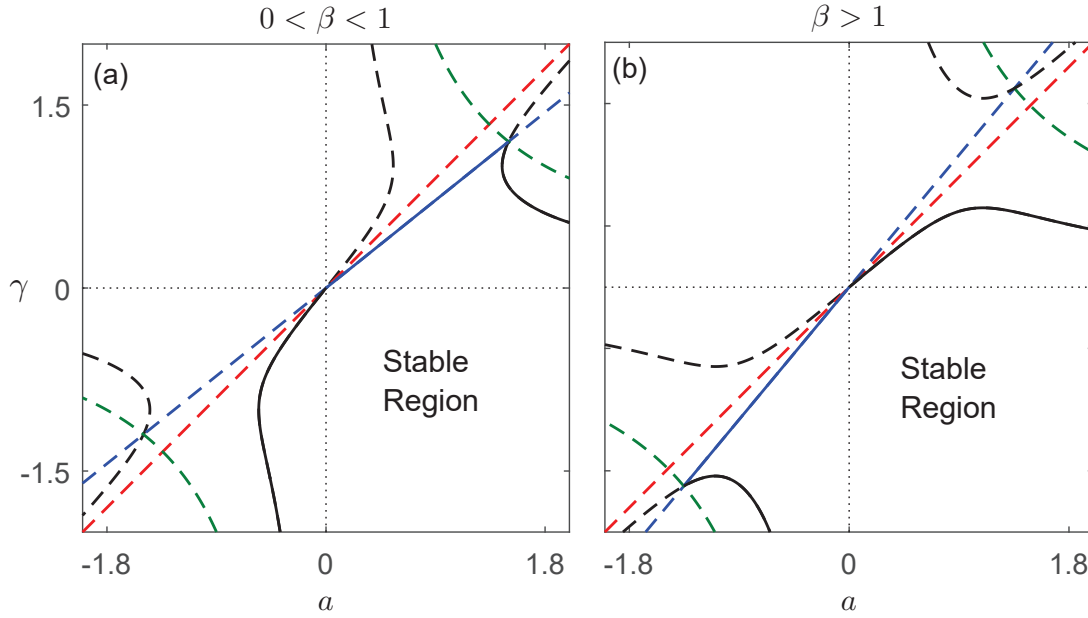 0 < β < 1
β > 1
(a)
(b)
1.5
0
-1.5
γ
Stable
Region
Stable
Region
-1.8
0
1.8
-1.8
0
1.8
a
a